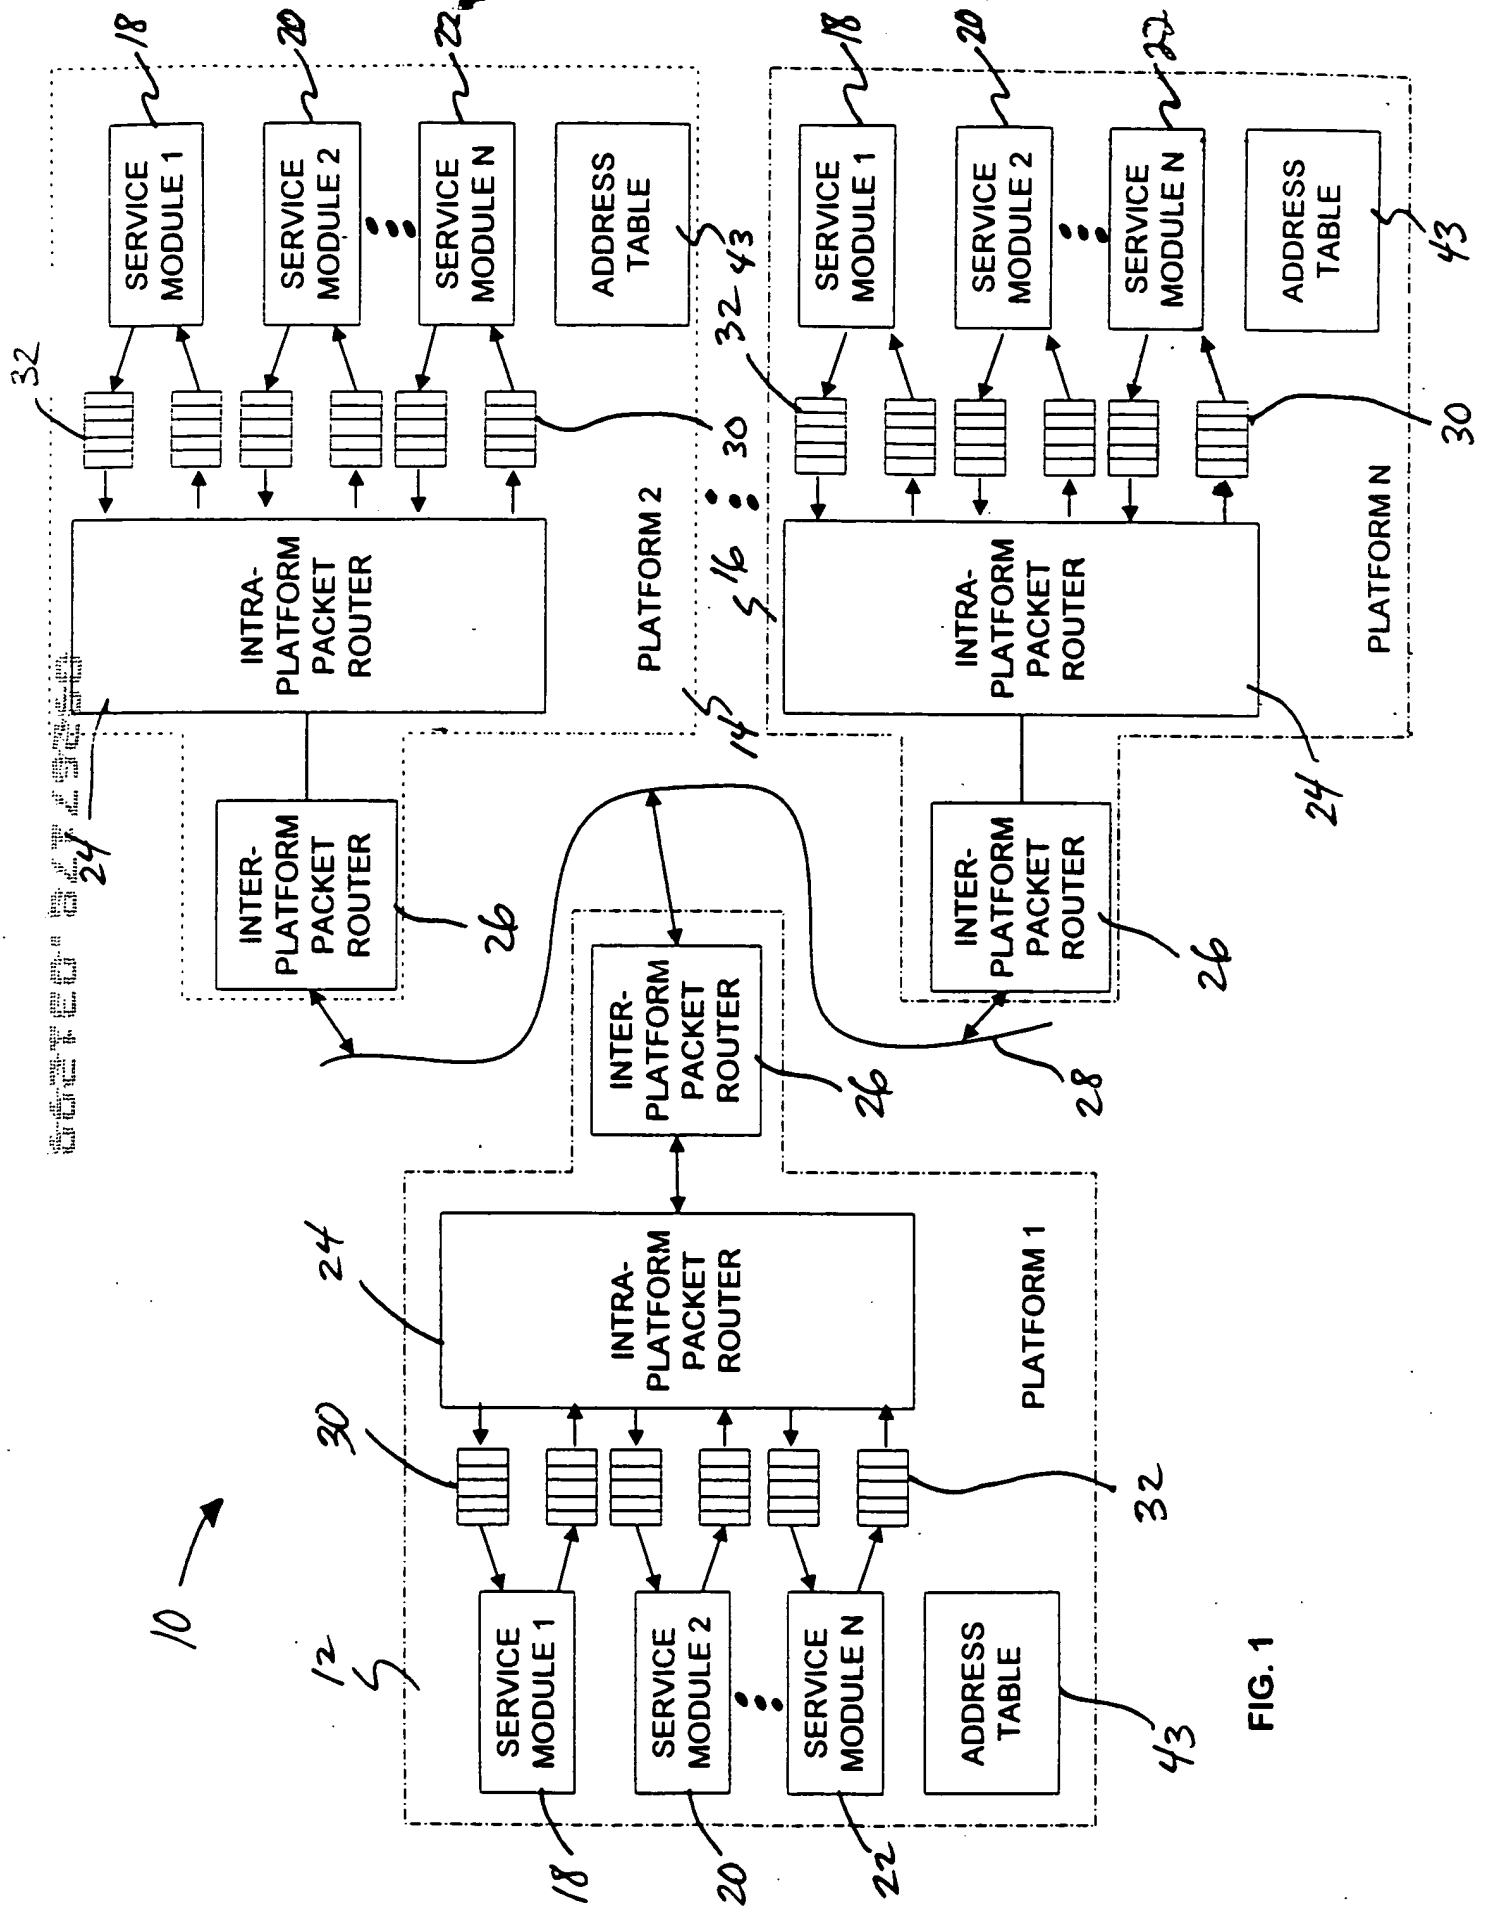 10
12
18
SERVICE
MODULE 1
20
SERVICE
MODULE 2
22
SERVICE
MODULE N
43
ADDRESS
TABLE
30
32
24
INTRA-
PLATFORM
PACKET
ROUTER
PLATFORM 1
INTER-
PLATFORM
PACKET
ROUTER
26
28
24
INTER-
PLATFORM
PACKET
ROUTER
26
INTRA-
PLATFORM
PACKET
ROUTER
PLATFORM 2
14
32
30
SERVICE
MODULE 1
18
SERVICE
MODULE 2
20
SERVICE
MODULE N
22
ADDRESS
TABLE
43
16
INTER-
PLATFORM
PACKET
ROUTER
26
INTRA-
PLATFORM
PACKET
ROUTER
24
PLATFORM N
32
30
SERVICE
MODULE 1
18
SERVICE
MODULE 2
20
SERVICE
MODULE N
22
ADDRESS
TABLE
43
FIG. 1